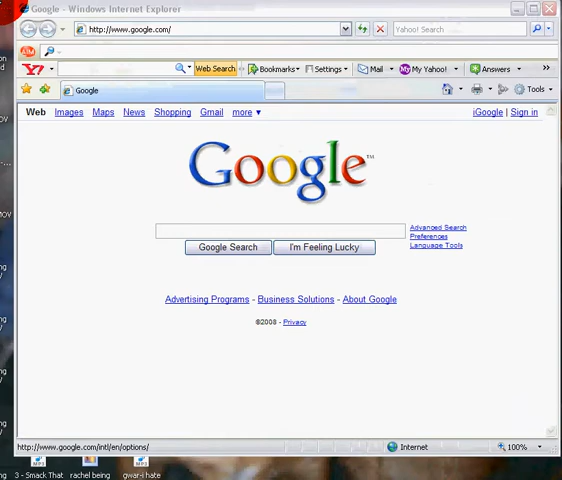 Google - Windows Internet Explorer
http://www.google.com/
Yahoo! Search
AIM
Y! Web Search Bookmarks Settings Mail My Yahoo! Answers »
Google
Tools »
Web Images Maps News Shopping Gmail more ▼
iGoogle | Sign in
Google™
Advanced Search
Preferences
Language Tools
Google Search I'm Feeling Lucky
Advertising Programs - Business Solutions - About Google
©2008 - Privacy
http://www.google.com/intl/en/options/
Internet 100%
3 - Smack That rachel being gwar-i hate